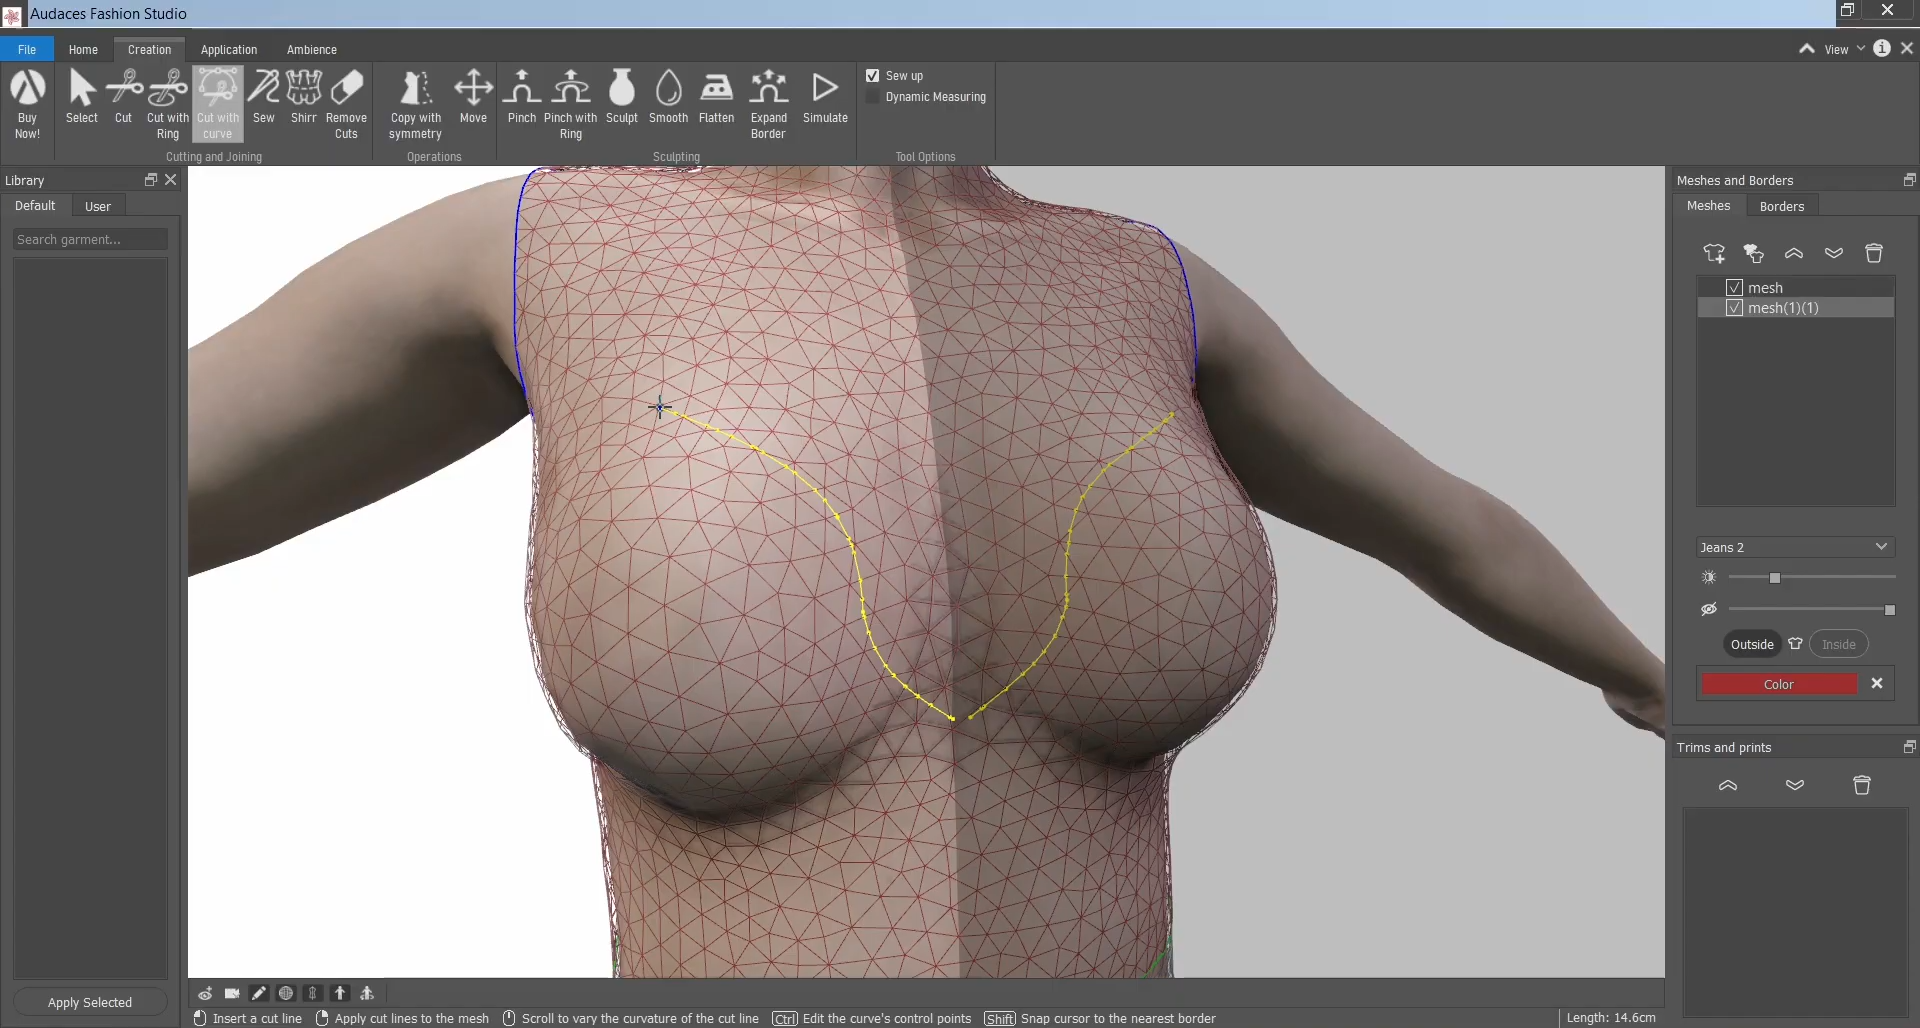 Audaces Fashion Studio
File Home Creation Application Ambience View
Buy Now!
Select
Cut
Cut with Ring
Cut with curve
Sew
Shirr
Remove Cuts
Cutting and Joining
Copy with symmetry
Move
Operations
Pinch
Pinch with Ring
Sculpt
Smooth
Flatten
Expand Border
Simulate
Sculpting
Sew up
Dynamic Measuring
Tool Options
Library
Default User
Search garment...
Apply Selected
Meshes and Borders
Meshes Borders
mesh
mesh(1)(1)
Jeans 2
Outside Inside
Color
Trims and prints
Insert a cut line Apply cut lines to the mesh Scroll to vary the curvature of the cut line Ctrl Edit the curve's control points Shift Snap cursor to the nearest border Length: 14.6cm